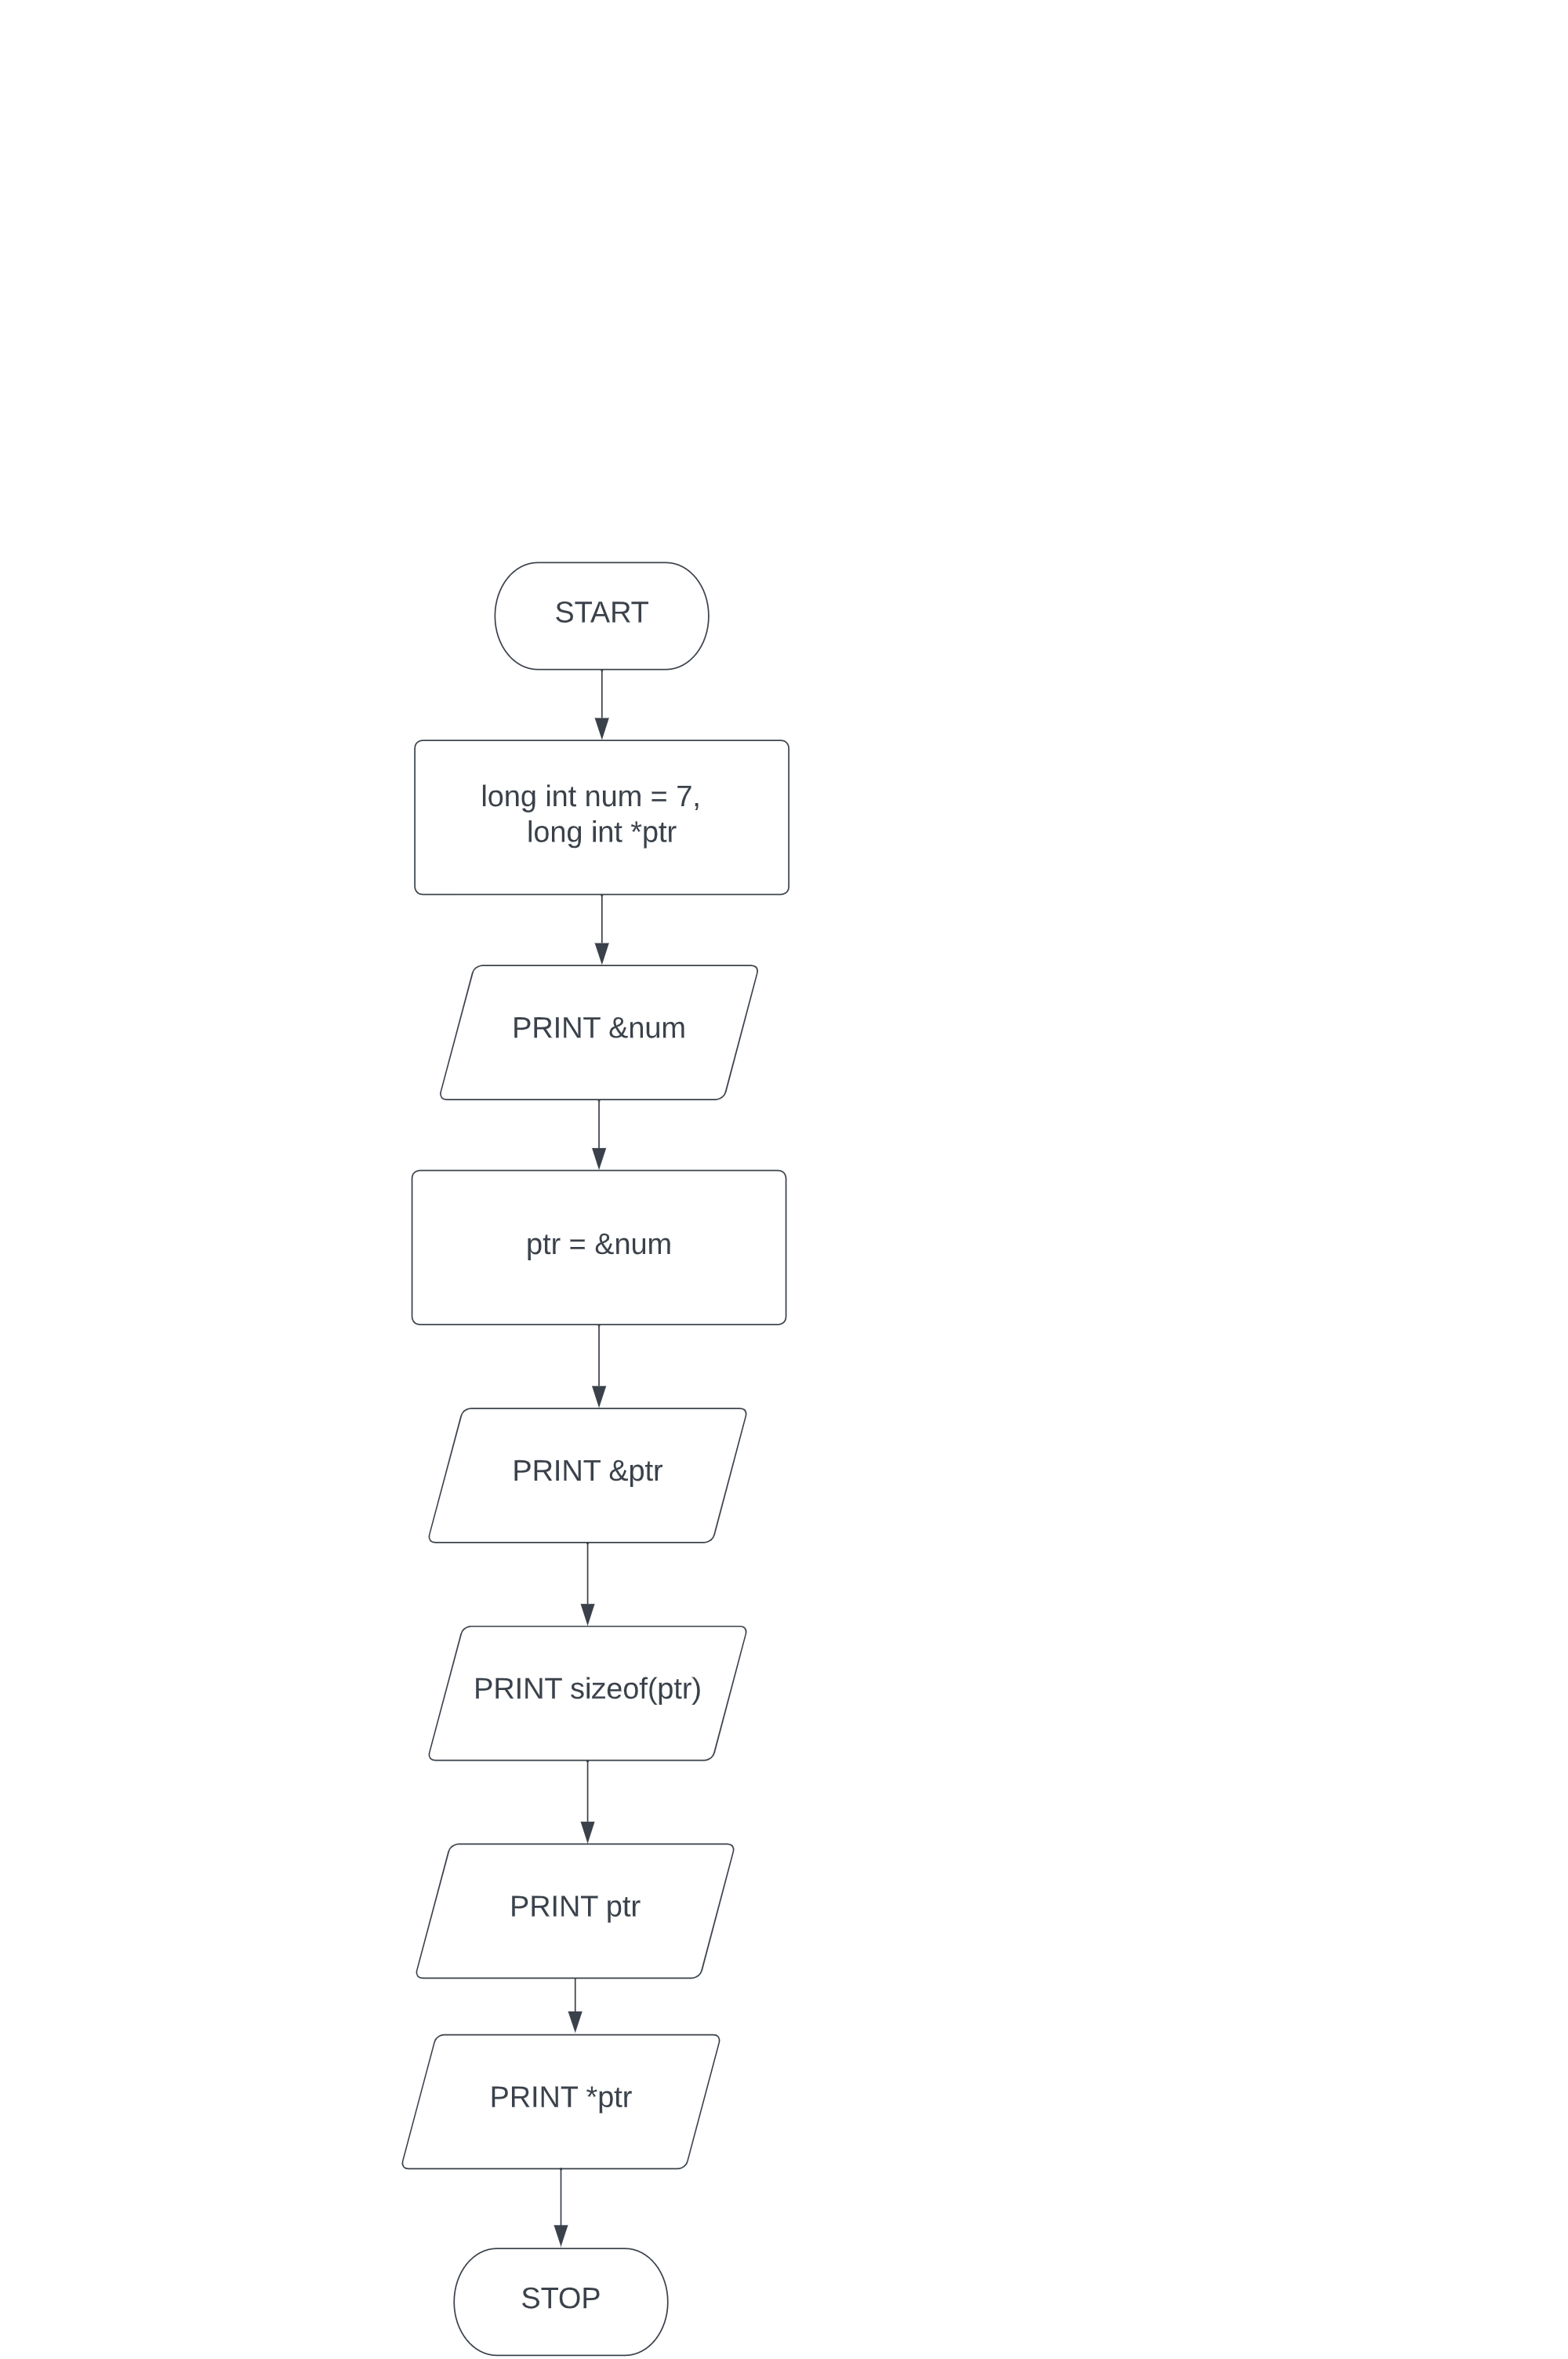 START
long int num = 7,
long int *ptr
PRINT &num
ptr = &num
PRINT &ptr
PRINT sizeof(ptr)
PRINT ptr
PRINT *ptr
STOP